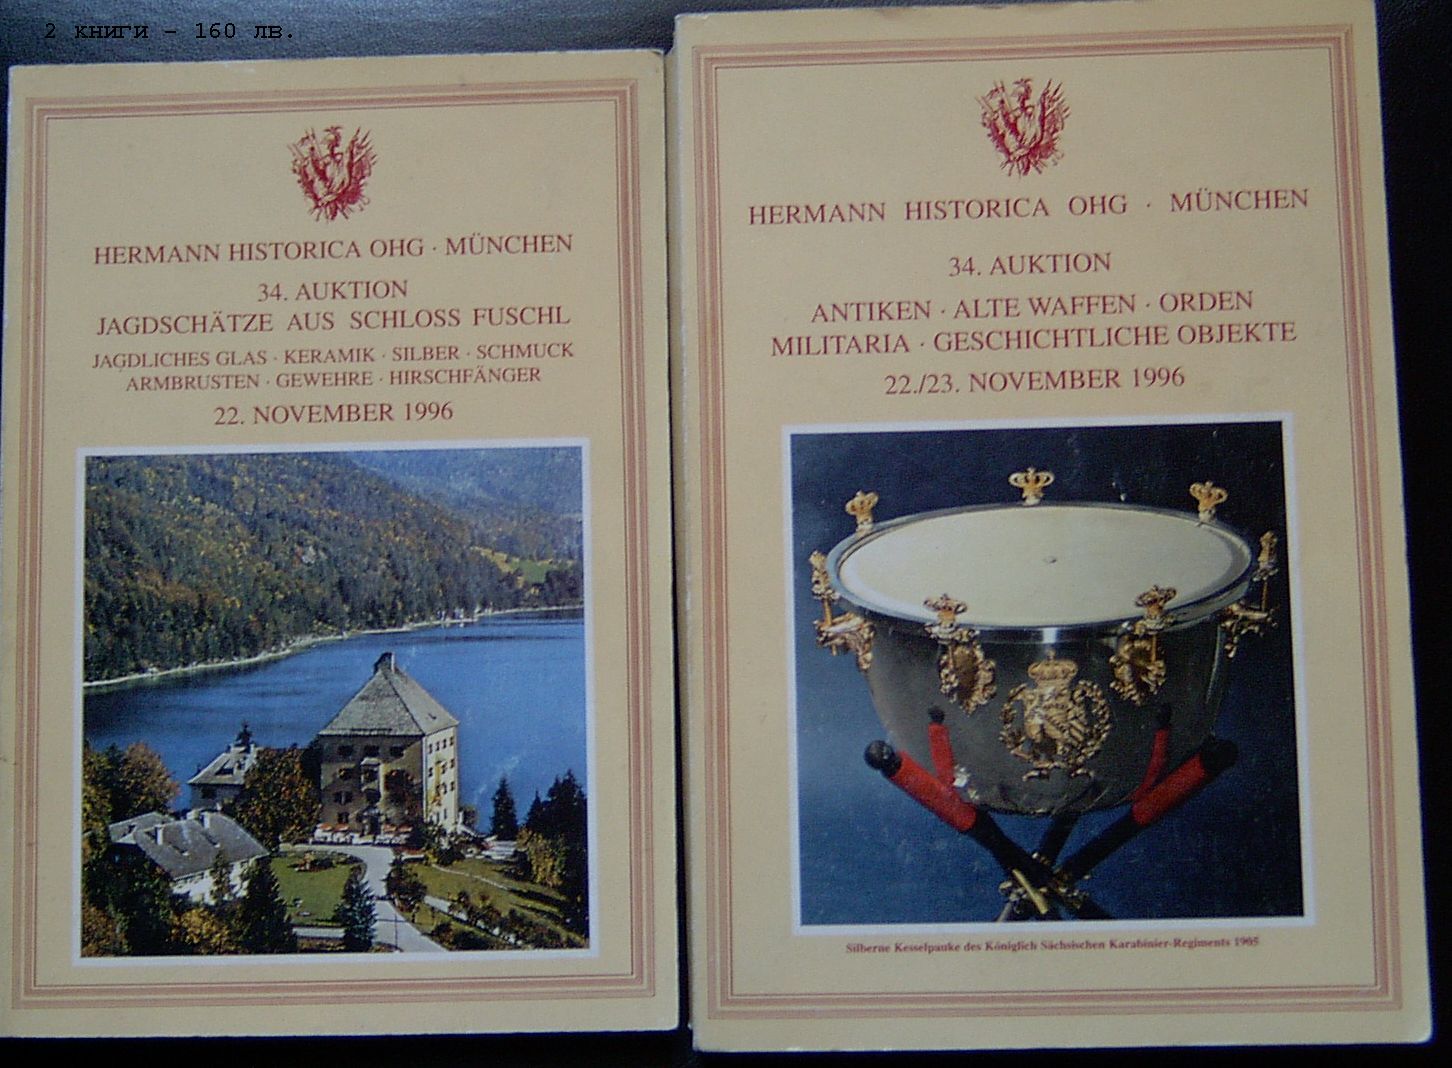 2 книги - 160 лв.
HERMANN HISTORICA OHG · MÜNCHEN
34. AUKTION
JAGDSCHÄTZE AUS SCHLOSS FUSCHL
JAGDLICHES GLAS · KERAMIK · SILBER · SCHMUCK
ARMBRUSTEN · GEWEHRE · HIRSCHFÄNGER
22. NOVEMBER 1996
HERMANN HISTORICA OHG · MÜNCHEN
34. AUKTION
ANTIKEN · ALTE WAFFEN · ORDEN
MILITARIA · GESCHICHTLICHE OBJEKTE
22./23. NOVEMBER 1996
Silberne Kesselpauke des Königlich Sächsischen Karabinier-Regiments 1905